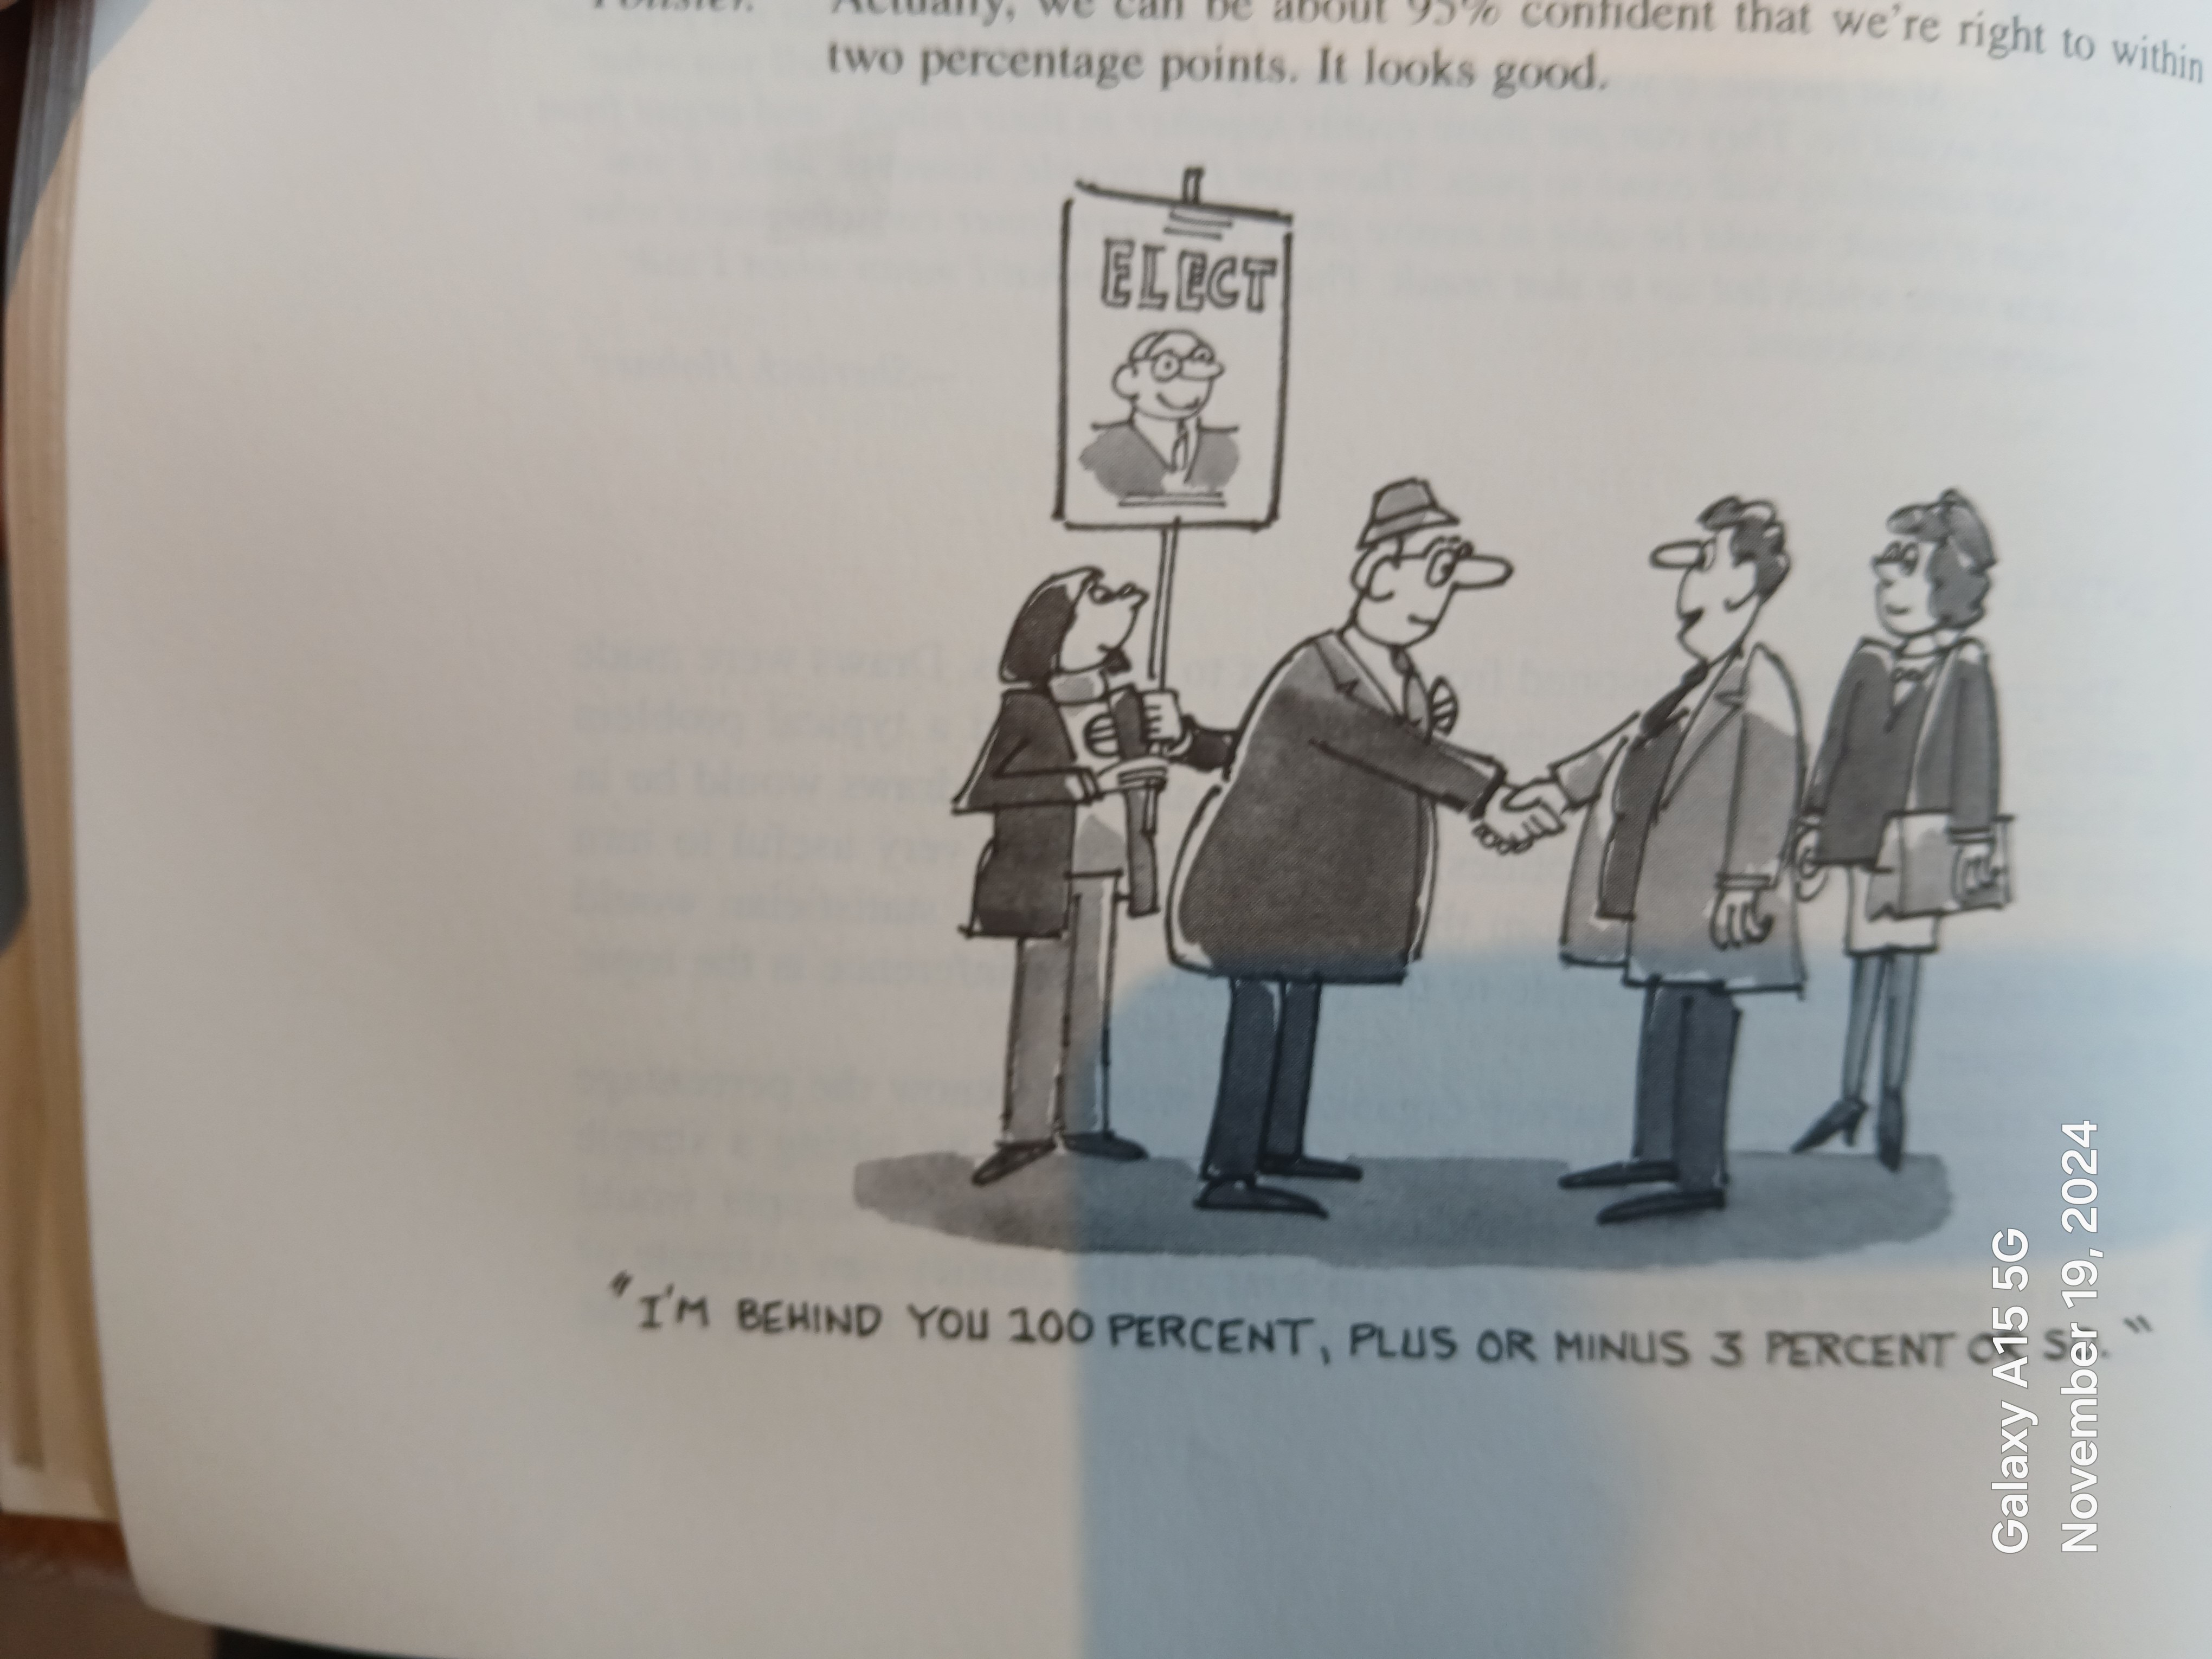 Actually, we can be about 95% confident that we're right to within
two percentage points. It looks good.
ELECT
"I'M BEHIND YOU 100 PERCENT, PLUS OR MINUS 3 PERCENT OR SO."
Galaxy A15 5G
November 19, 2024